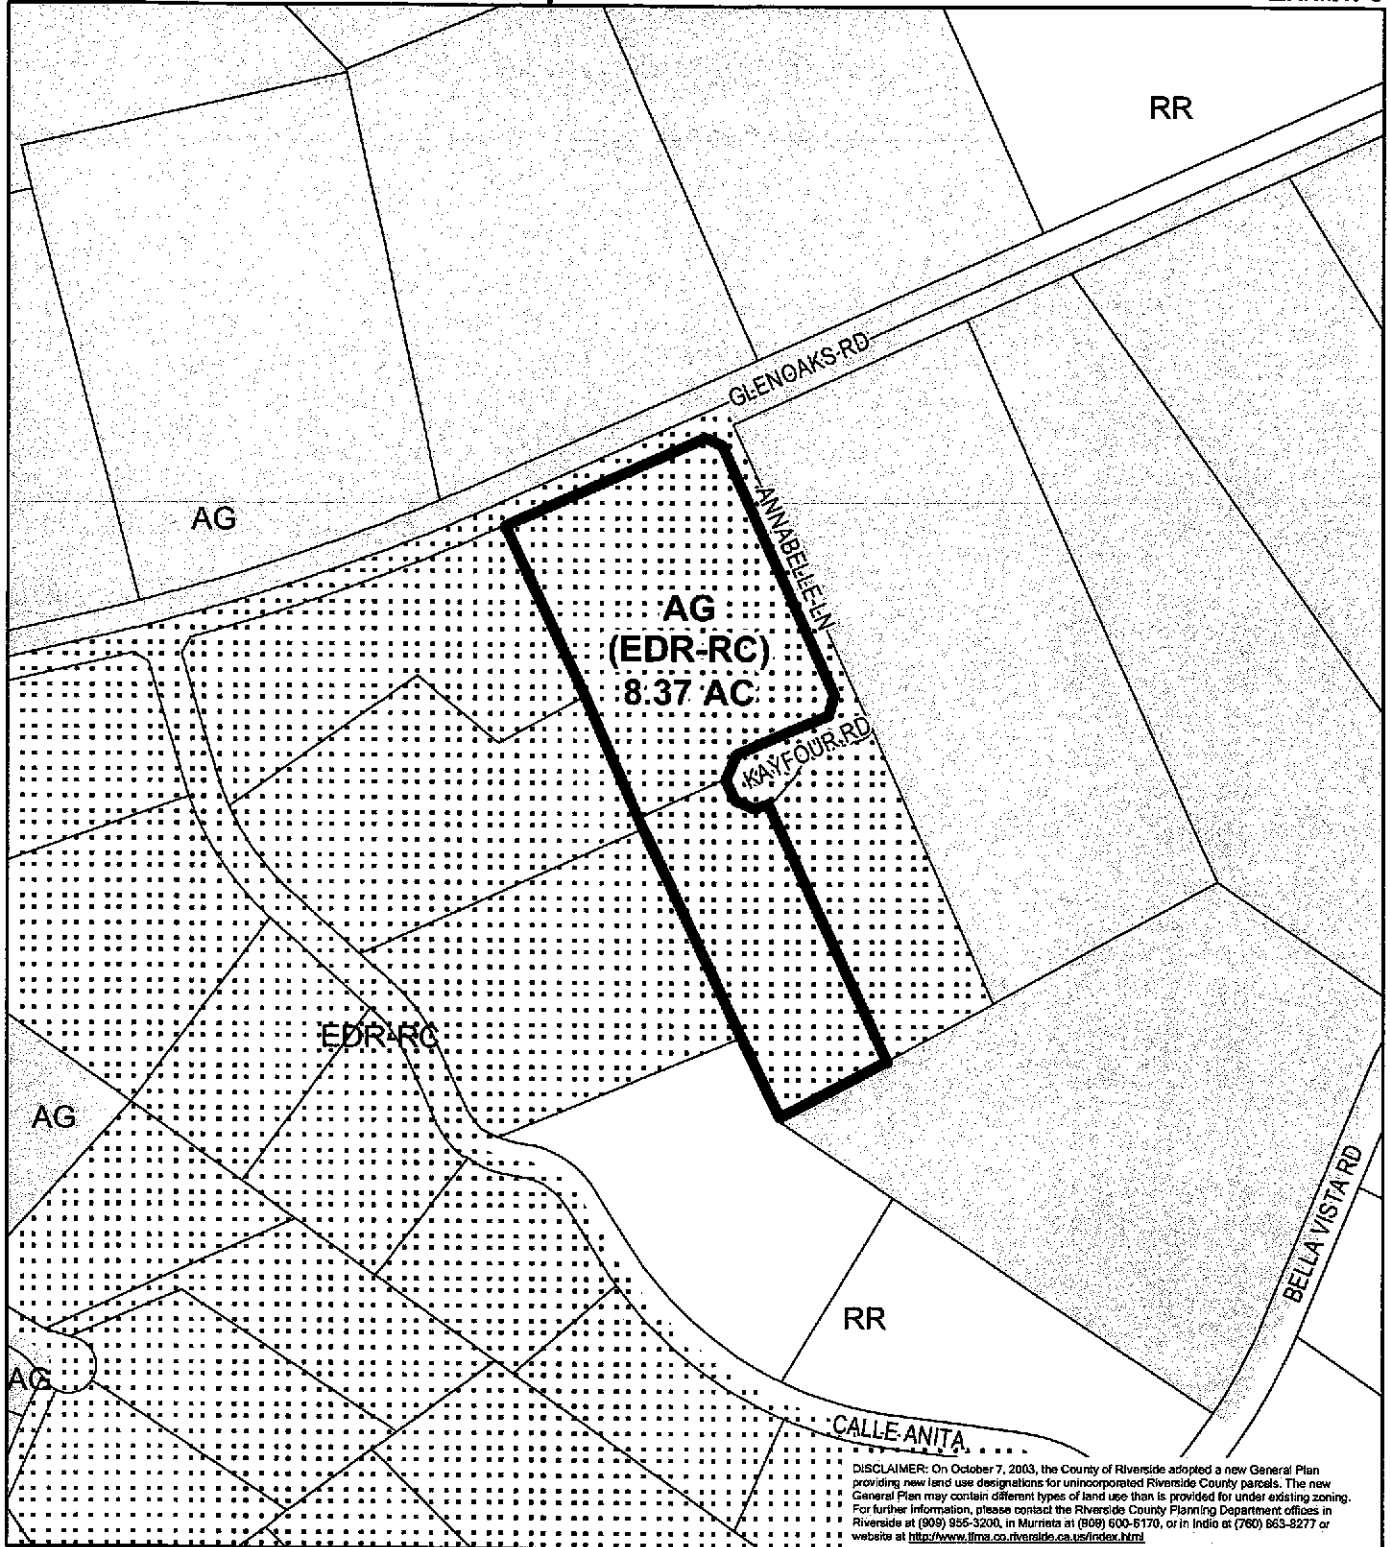 RR
GLENOAKS RD
ANNABELLE LN
AG
AG
(EDR-RC)
8.37 AC
KAYFOUR RD
EDR-RC
AG
BELLA VISTA RD
RR
AG
CALLE ANITA
DISCLAIMER: On October 7, 2003, the County of Riverside adopted a new General Plan
providing new land use designations for unincorporated Riverside County parcels. The new
General Plan may contain different types of land use than is provided for under existing zoning.
For further information, please contact the Riverside County Planning Department offices in
Riverside at (909) 955-3200, in Murrieta at (909) 600-6170, or in Indio at (760) 863-8277 or
website at http://www.tlma.co.riverside.ca.us/index.html